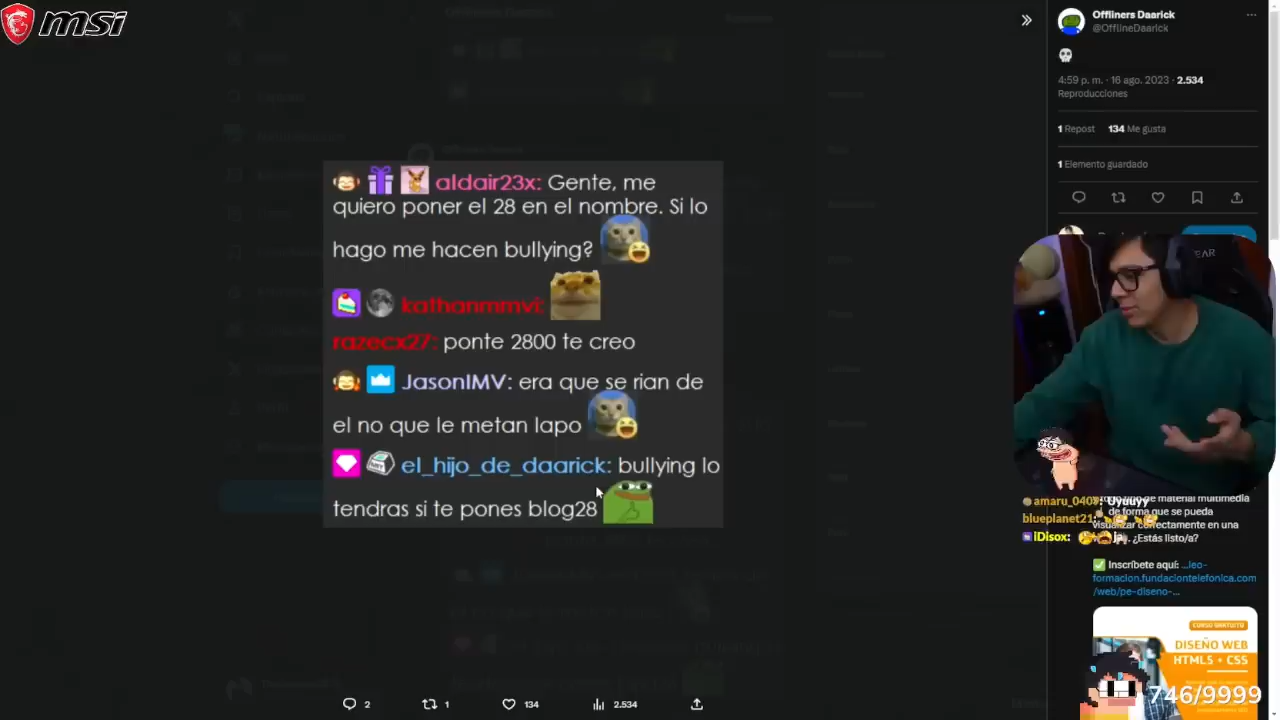 msi
aldair23x: Gente, me
quiero poner el 28 en el nombre. Si lo
hago me hacen bullying?
kathanmmvi:
razecx27: ponte 2800 te creo
JasonIMV: era que se rian de
el no que le metan lapo
el_hijo_de_daarick: bullying lo
tendras si te pones blog28
2
1
134
2.534
Offliners Daarick
@OfflineDaarick
4:59 p. m. · 16 ago. 2023 · 2.534
Reproducciones
1 Repost 134 Me gusta
1 Elemento guardado
EAR
amaru_040
Uyuuyy
de material multimedia
blueplanet21
de forma que se pueda
visualizar correctamente en una
iDisox:
¿Estás listo/a?
Inscríbete aquí: ...leo-
formacion.fundaciontelefonica.com
/web/pe-diseno-...
CURSO GRATUITO
DISEÑO WEB
HTML5 + CSS
746/9999